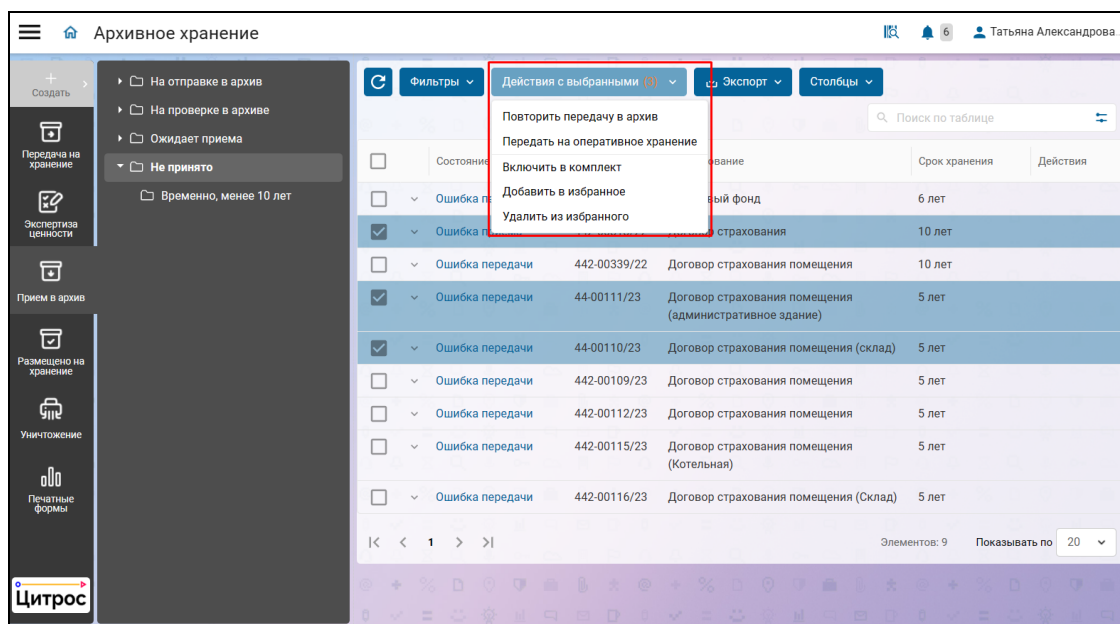 Архивное хранение
6
Татьяна Александрова...
Создать
Передача на
хранение
Экспертиза
ценности
Прием в архив
Размещено на
хранение
Уничтожение
Печатные
формы
Цитрос
На отправке в архив
На проверке в архиве
Ожидает приема
Не принято
Временно, менее 10 лет
Фильтры
Действия с выбранными (3)
Экспорт
Столбцы
Повторить передачу в архив
Передать на оперативное хранение
Включить в комплект
Добавить в избранное
Удалить из избранного
Поиск по таблице
Состояние
Срок хранения
Действия
6 лет
Ошибка
страхования
10 лет
Ошибка передачи 442-00339/22 Договор страхования помещения 10 лет
Ошибка передачи 44-00111/23 Договор страхования помещения 5 лет
(административное здание)
Ошибка передачи 44-00110/23 Договор страхования помещения (склад) 5 лет
Ошибка передачи 442-00109/23 Договор страхования помещения 5 лет
Ошибка передачи 442-00112/23 Договор страхования помещения 5 лет
Ошибка передачи 442-00115/23 Договор страхования помещения 5 лет
(Котельная)
Ошибка передачи 442-00116/23 Договор страхования помещения (Склад) 5 лет
1
Элементов: 9
Показывать по 20